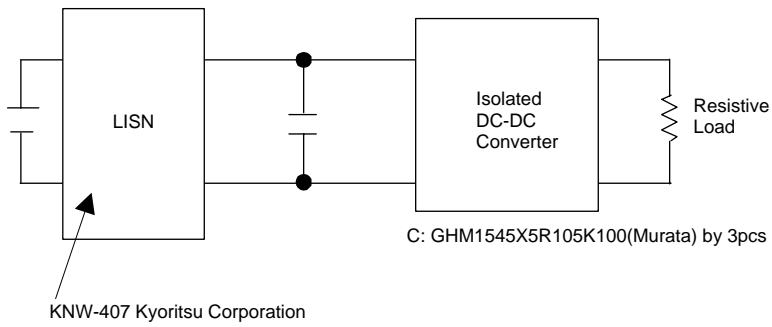 LISN
Isolated
DC-DC
Converter
Resistive
Load
C: GHM1545X5R105K100(Murata) by 3pcs
KNW-407 Kyoritsu Corporation